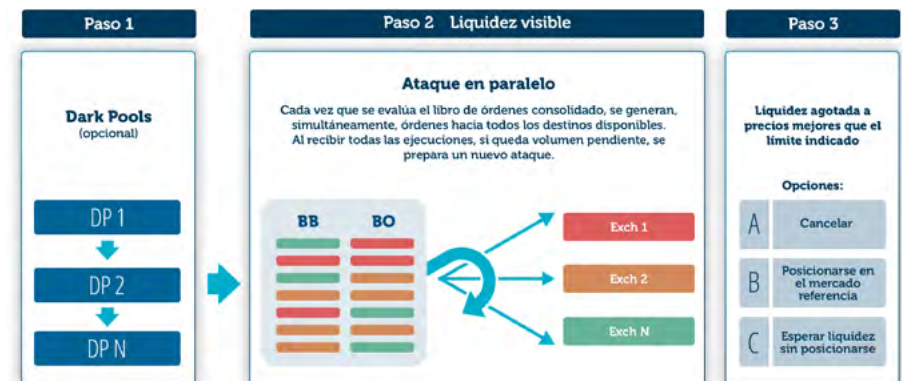 Paso 1
Dark Pools
(opcional)
DP 1
DP 2
DP N
Paso 2 Liquidez visible
Ataque en paralelo
Cada vez que se evalúa el libro de órdenes consolidado, se generan,
simultáneamente, órdenes hacia todos los destinos disponibles.
Al recibir todas las ejecuciones, si queda volumen pendiente, se
prepara un nuevo ataque.
BB BO
Exch 1
Exch 2
Exch N
Paso 3
Liquidez agotada a
precios mejores que el
límite indicado
Opciones:
A Cancelar
B Posicionarse en
el mercado
referencia
C Esperar liquidez
sin posicionarse